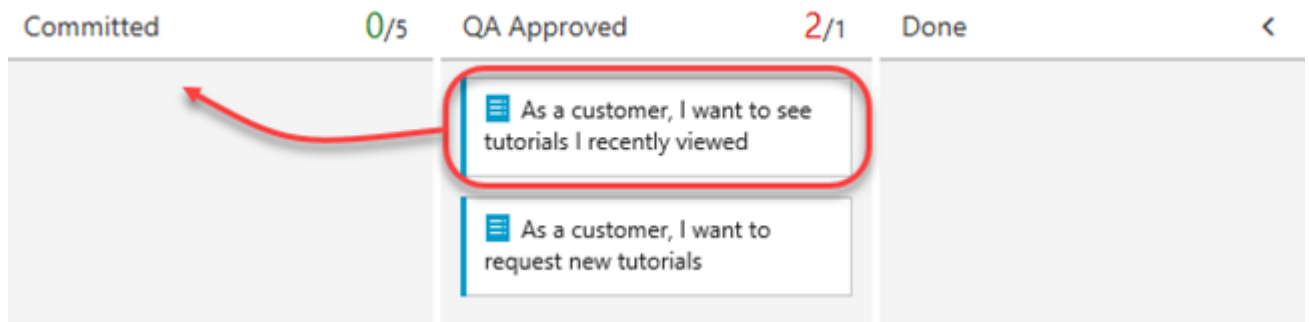 Committed 0/5 QA Approved 2/1 Done
As a customer, I want to see
tutorials I recently viewed
As a customer, I want to
request new tutorials